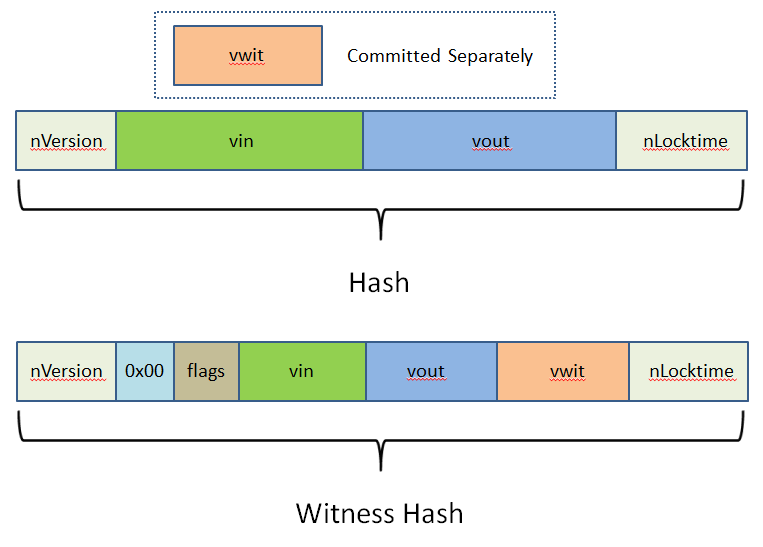 vwit Committed Separately
nVersion vin vout nLocktime
Hash
nVersion 0x00 flags vin vout vwit nLocktime
Witness Hash